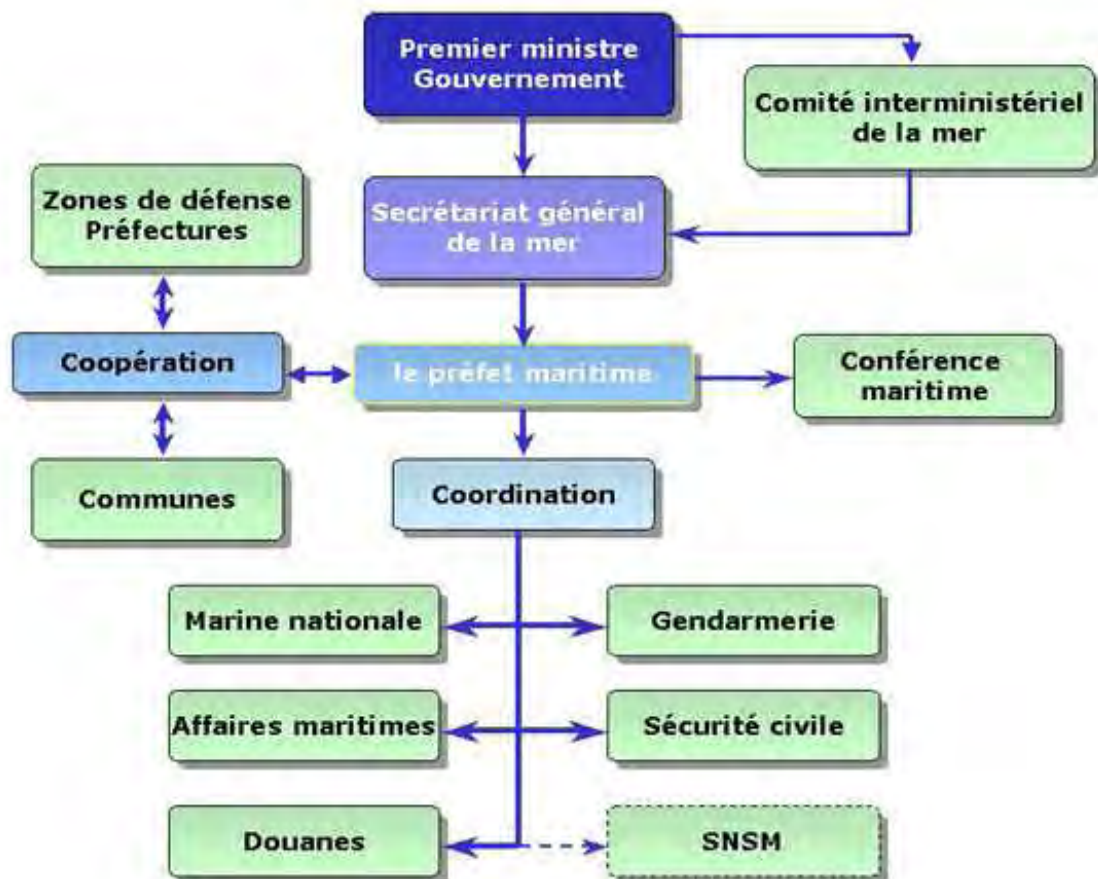 Premier ministre
Gouvernement
Comité interministériel
de la mer
Zones de défense
Préfectures
Secrétariat général
de la mer
Coopération
le préfet maritime
Conférence
maritime
Communes
Coordination
Marine nationale
Gendarmerie
Affaires maritimes
Sécurité civile
Douanes
SNSM